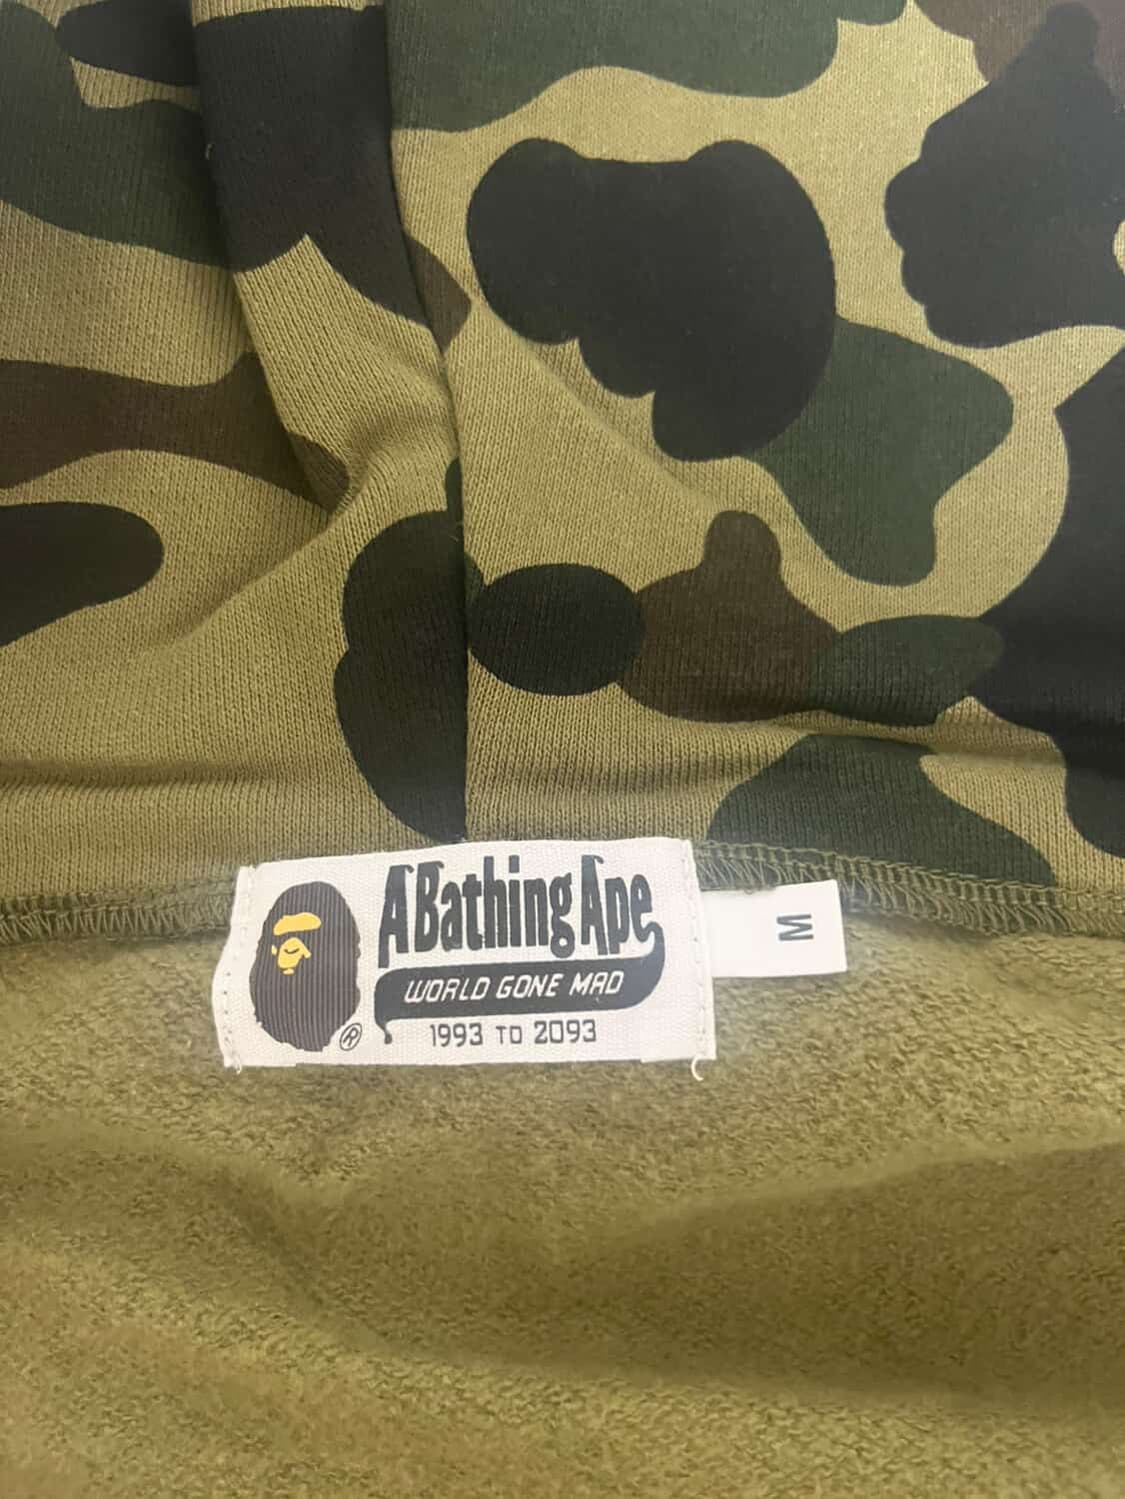 A Bathing Ape
WORLD GONE MAD
1993 TO 2093
®
M